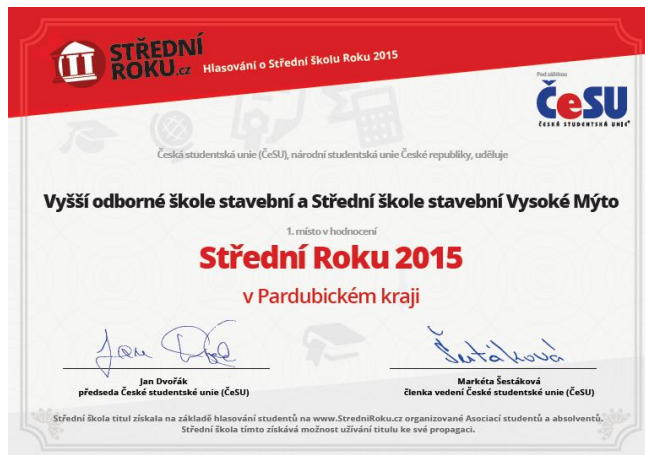 STŘEDNÍ
ROKU.cz
Hlasování o Střední školu Roku 2015
Pod záštitou
ČeSU
ČESKÁ STUDENTSKÁ UNIE
Česká studentská unie (ČeSU), národní studentská unie České republiky, uděluje
Vyšší odborné škole stavební a Střední škole stavební Vysoké Mýto
1. místo v hodnocení
Střední Roku 2015
v Pardubickém kraji
Jan Dvořák
předseda České studentské unie (ČeSU)
Markéta Šestáková
členka vedení České studentské unie (ČeSU)
Střední škola titul získala na základě hlasování studentů na www.StredniRoku.cz organizované Asociací studentů a absolventů.
Střední škola tímto získává možnost užívání titulu ke své propagaci.